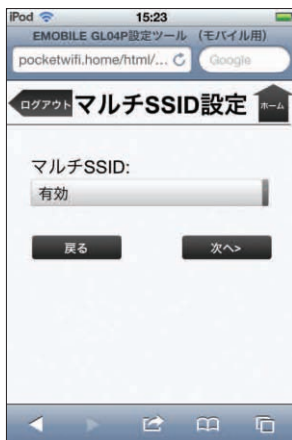 iPod 15:23
EMOBILE GL04P設定ツール (モバイル用)
pocketwifi.home/html/... Google
ログアウト マルチSSID設定 ホーム
マルチSSID:
有効
戻る 次へ>